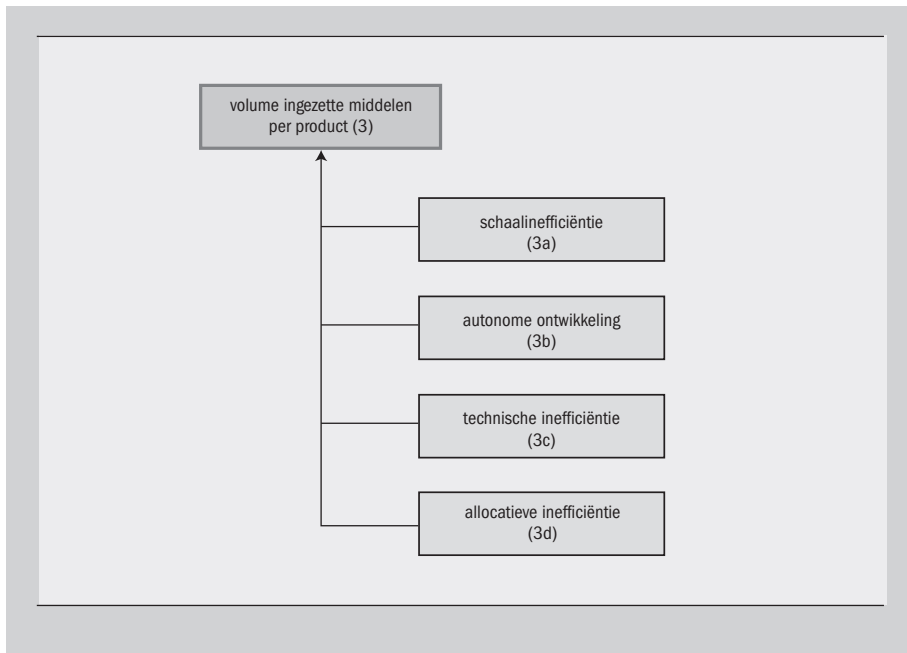 volume ingezette middelen
per product (3)
schaalinefficiëntie
(3a)
autonome ontwikkeling
(3b)
technische inefficiëntie
(3c)
allocatieve inefficiëntie
(3d)